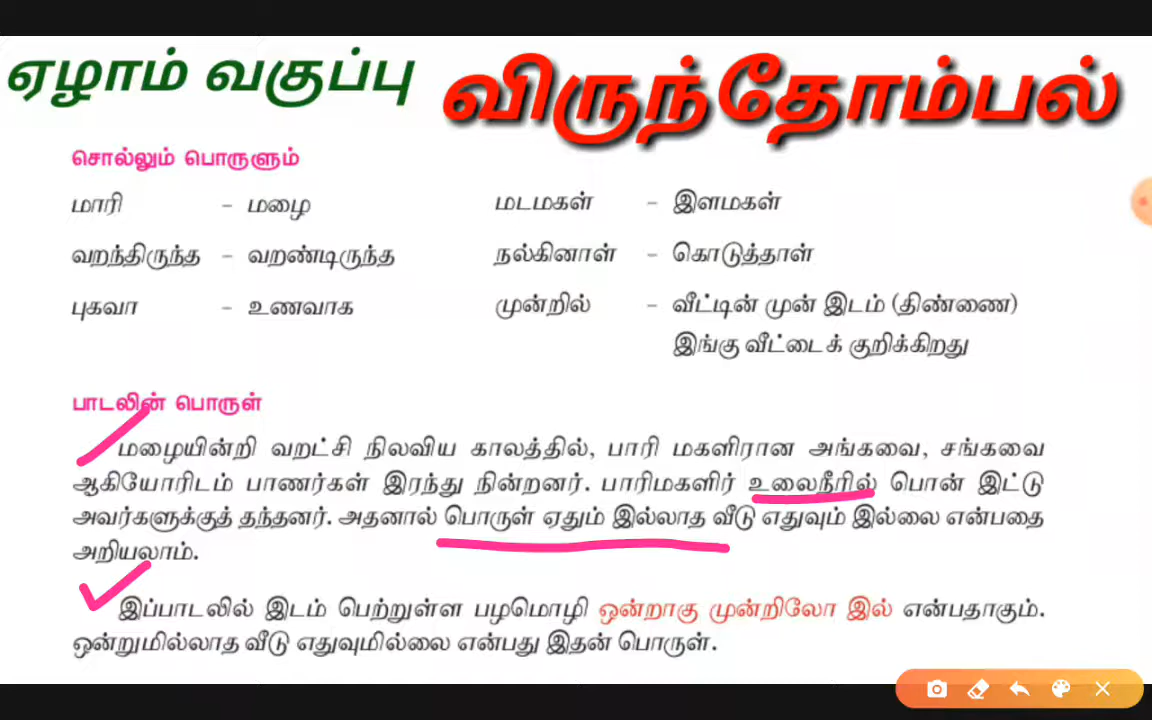 ஏழாம் வகுப்பு விருந்தோம்பல்
சொல்லும் பொருளும்
மாரி – மழை மடமகள் – இளமகள்
வறந்திருந்த – வறண்டிருந்த நல்கினாள் – கொடுத்தாள்
புகவா – உணவாக முன்றில் – வீட்டின் முன் இடம் (திண்ணை)
இங்கு வீட்டைக் குறிக்கிறது
பாடலின் பொருள்
மழையின்றி வறட்சி நிலவிய காலத்தில், பாரி மகளிரான அங்கவை, சங்கவை
ஆகியோரிடம் பாணர்கள் இரந்து நின்றனர். பாரிமகளிர் உலைநீரில் பொன் இட்டு
அவர்களுக்குத் தந்தனர். அதனால் பொருள் ஏதும் இல்லாத வீடு எதுவும் இல்லை என்பதை
அறியலாம்.
இப்பாடலில் இடம் பெற்றுள்ள பழமொழி ஒன்றாகு முன்றிலோ இல் என்பதாகும்.
ஒன்றுமில்லாத வீடு எதுவுமில்லை என்பது இதன் பொருள்.